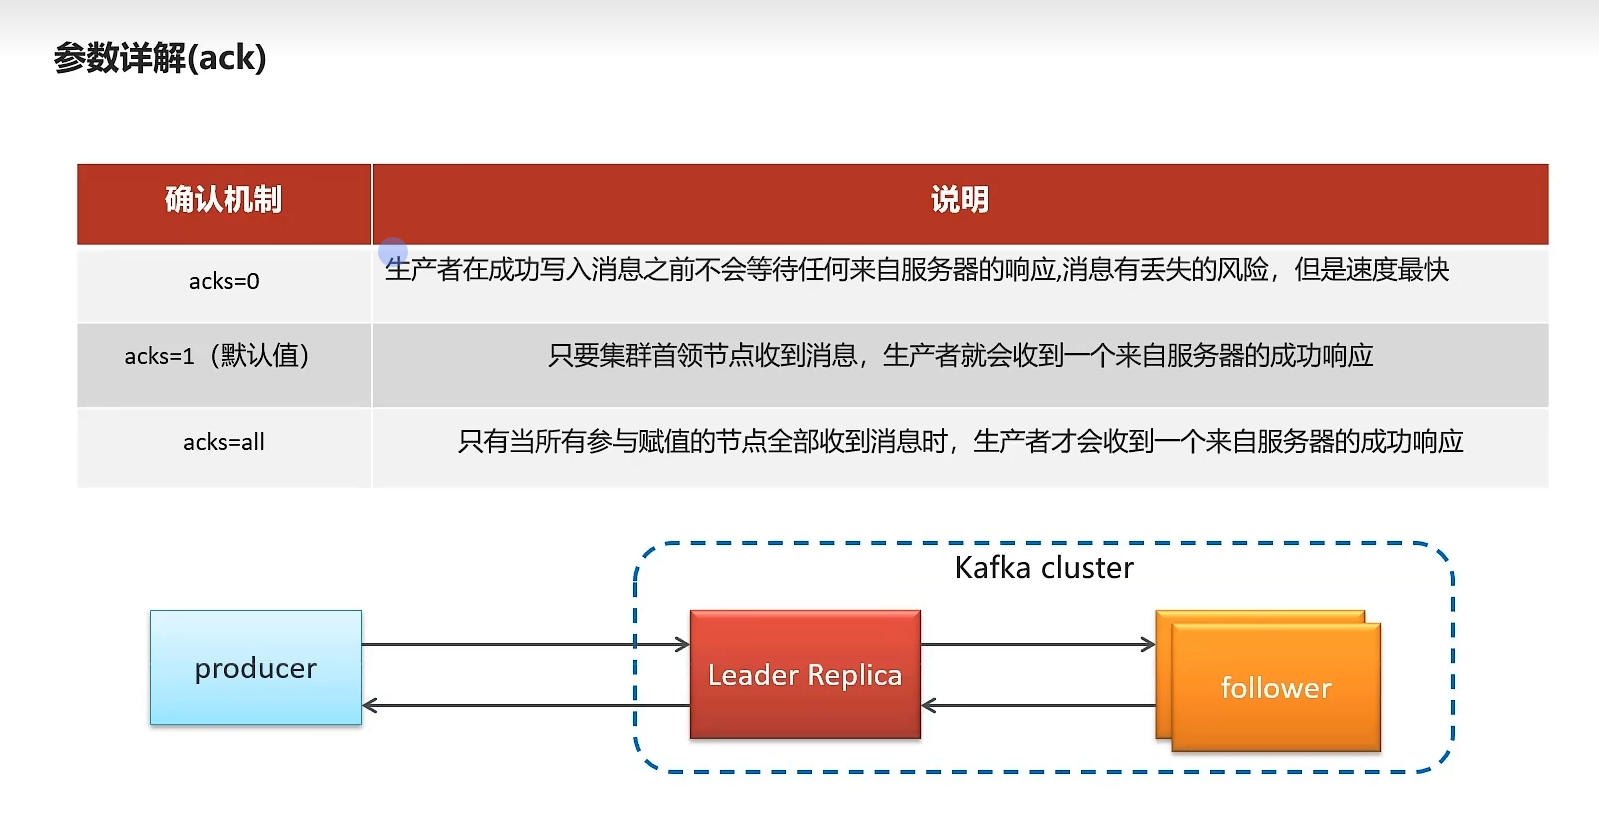 参数详解(ack)
确认机制
说明
acks=0
生产者在成功写入消息之前不会等待任何来自服务器的响应,消息有丢失的风险，但是速度最快
acks=1（默认值）
只要集群首领节点收到消息，生产者就会收到一个来自服务器的成功响应
acks=all
只有当所有参与赋值的节点全部收到消息时，生产者才会收到一个来自服务器的成功响应
Kafka cluster
producer
Leader Replica
follower